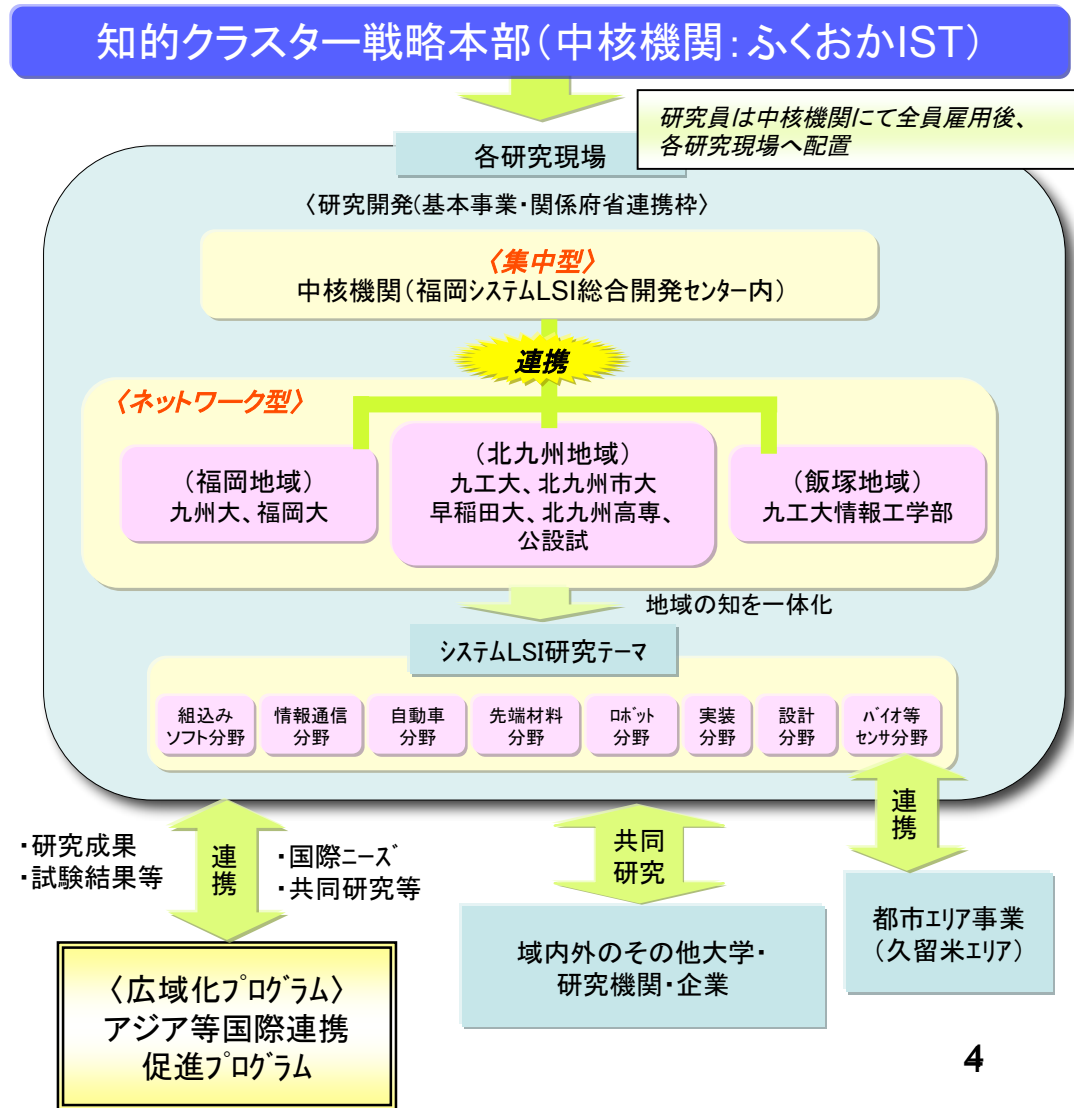 知的クラスター戦略本部(中核機関:ふくおかIST)
研究員は中核機関にて全員雇用後、
各研究現場へ配置
各研究現場
〈研究開発(基本事業・関係府省連携枠〉
〈集中型〉
中核機関(福岡システムLSI総合開発センター内)
連携
〈ネットワーク型〉
(福岡地域)
九州大、福岡大
(北九州地域)
九工大、北九州市大
早稲田大、北九州高専、
公設試
(飯塚地域)
九工大情報工学部
地域の知を一体化
システムLSI研究テーマ
組込み
ソフト分野
情報通信
分野
自動車
分野
先端材料
分野
ロボット
分野
実装
分野
設計
分野
バイオ等
センサ分野
・研究成果
・試験結果等
連携
・国際ニーズ
・共同研究等
共同
研究
連携
〈広域化プログラム〉
アジア等国際連携
促進プログラム
域内外のその他大学・
研究機関・企業
都市エリア事業
(久留米エリア)
4